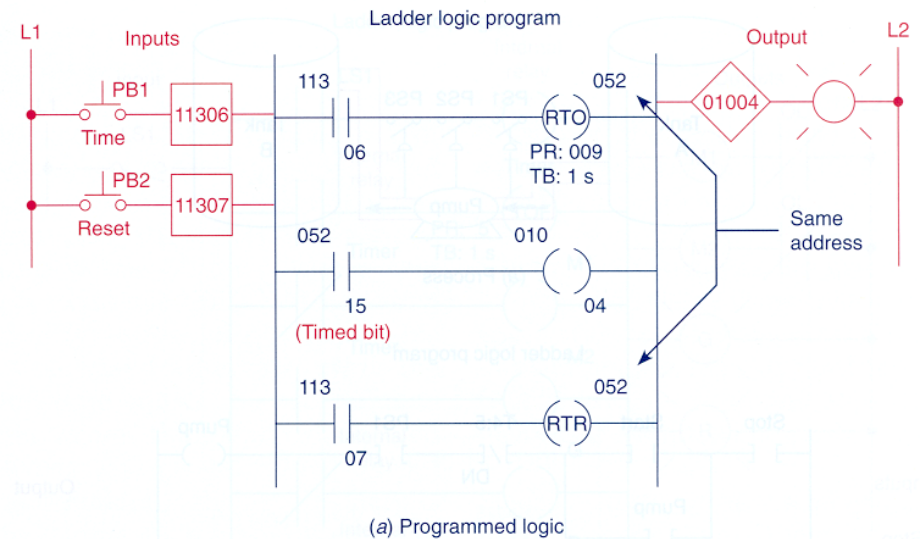 Ladder logic program
L1
Inputs
Output
L2
PB1
11306
Time
113
06
052
RTO
PR: 009
TB: 1 s
01004
PB2
11307
Reset
Same
address
052
15
(Timed bit)
010
04
113
07
052
RTR
(a) Programmed logic